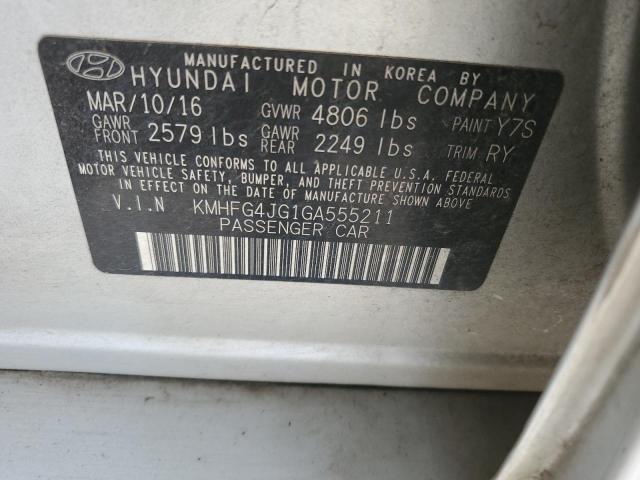 MANUFACTURED IN KOREA BY
HYUNDAI MOTOR COMPANY
MAR/10/16 GVWR 4806 lbs PAINT Y7S
GAWR FRONT 2579 lbs GAWR REAR 2249 lbs TRIM RY
THIS VEHICLE CONFORMS TO ALL APPLICABLE U.S.A. FEDERAL
MOTOR VEHICLE SAFETY, BUMPER, AND THEFT PREVENTION STANDARDS
IN EFFECT ON THE DATE OF MANUFACTURE SHOWN ABOVE.
V.I.N KMHFG4JG1GA555211
PASSENGER CAR